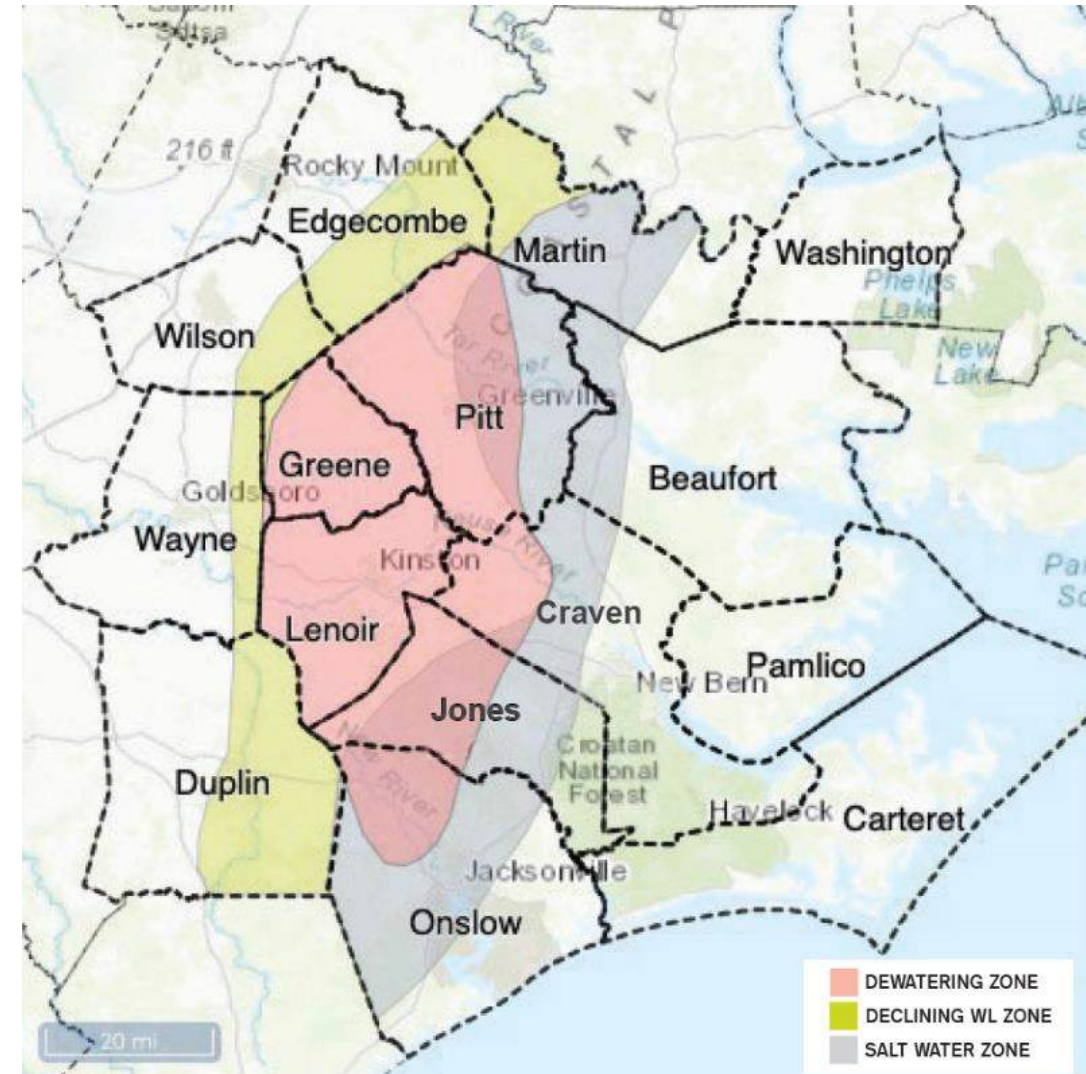 River
216 ft
Rocky Mount
Edgecombe
STAL P
Martin
Washington
Phelps
Lake
Wilson
New
Lake
Tar River
Greenville
Pitt
Greene
Beaufort
Goldsboro
Wayne
Neuse River
Kinston
Craven
Lenoir
Pamlico
New Bern
Jones
New River
Croatan
National
Forest
Duplin
Havelock
Carteret
Jacksonville
Onslow
DEWATERING ZONE
DECLINING WL ZONE
SALT WATER ZONE
20 mi